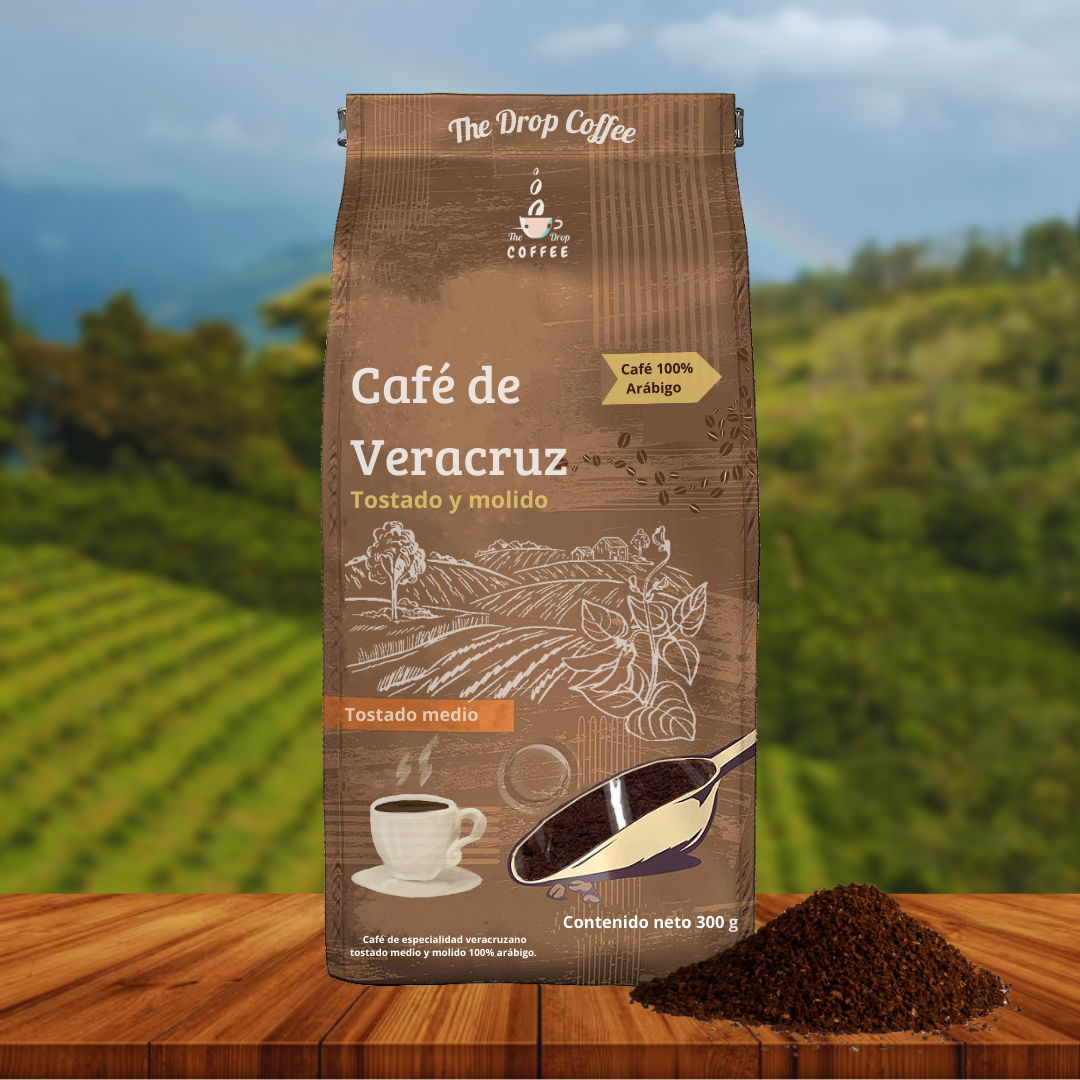 The Drop Coffee
The Drop
COFFEE
Café de
Veracruz
Café 100%
Arábigo
Tostado y molido
Tostado medio
Contenido neto 300 g
Café de especialidad veracruzano
tostado medio y molido 100% arábigo.